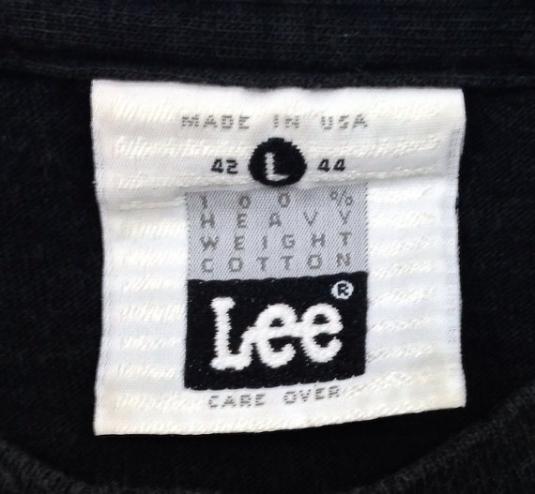 MADE IN USA
42 L 44
100%
HEAVY
WEIGHT
COTTON
Lee®
CARE OVER